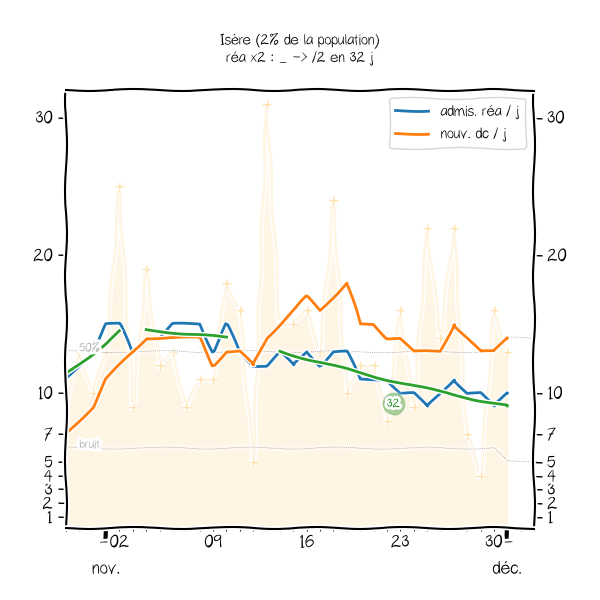 Isère (2% de la population)
réa x2 : _ -> /2 en 32 j
admis. réa / j
nouv. dc / j
30
30
20
20
50%
10
10
32
7
7
bruit
5
5
4
4
3
3
2
2
1
1
02 09 16 23 30
nov. déc.